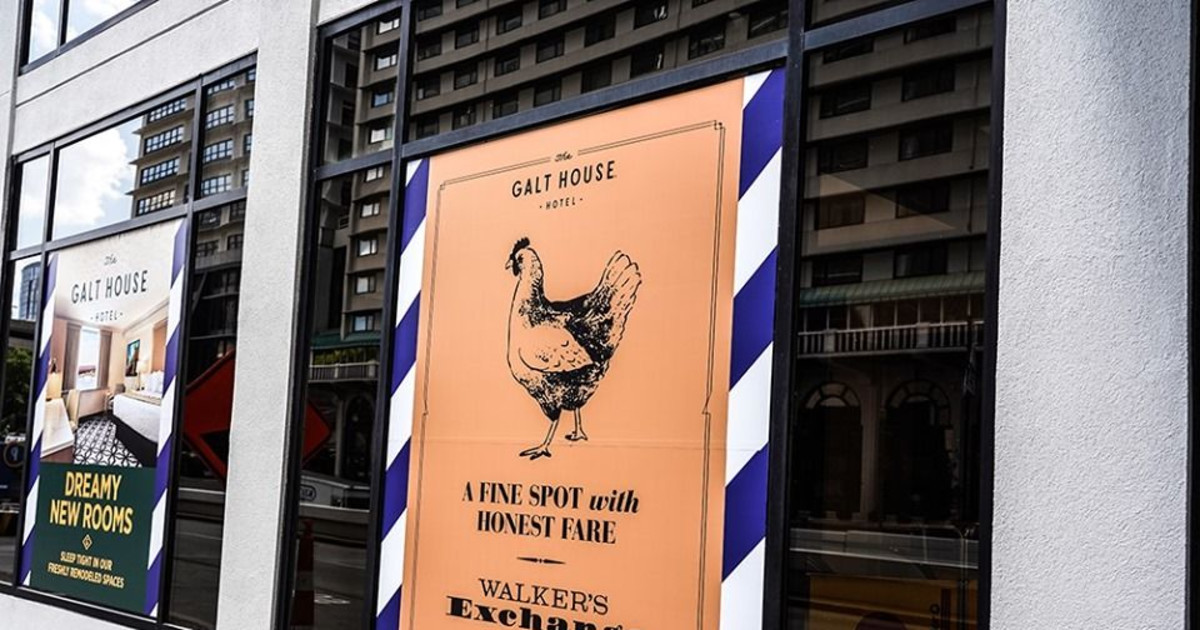 The
GALT HOUSE
· HOTEL ·
DREAMY
NEW ROOMS
SLEEP TIGHT IN OUR
FRESHLY REMODELED SPACES
The
GALT HOUSE
· HOTEL ·
A FINE SPOT with
HONEST FARE
WALKER'S
Exchang